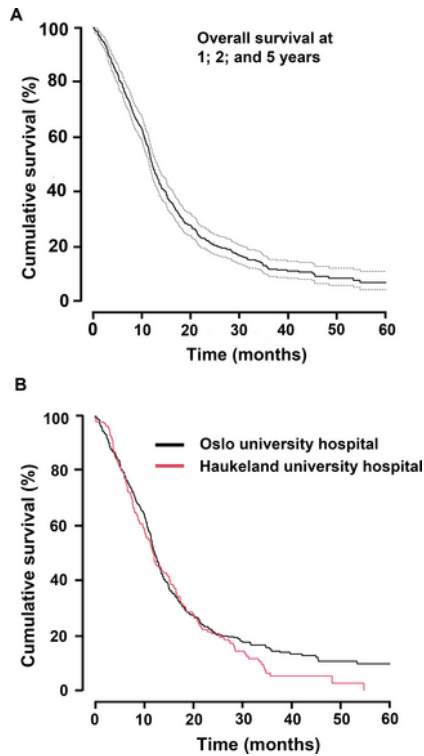 A
Overall survival at
1; 2; and 5 years
Cumulative survival (%)
100
80
60
40
20
0
0 10 20 30 40 50 60
Time (months)
B
Oslo university hospital
Haukeland university hospital
Cumulative survival (%)
100
80
60
40
20
0
0 10 20 30 40 50 60
Time (months)